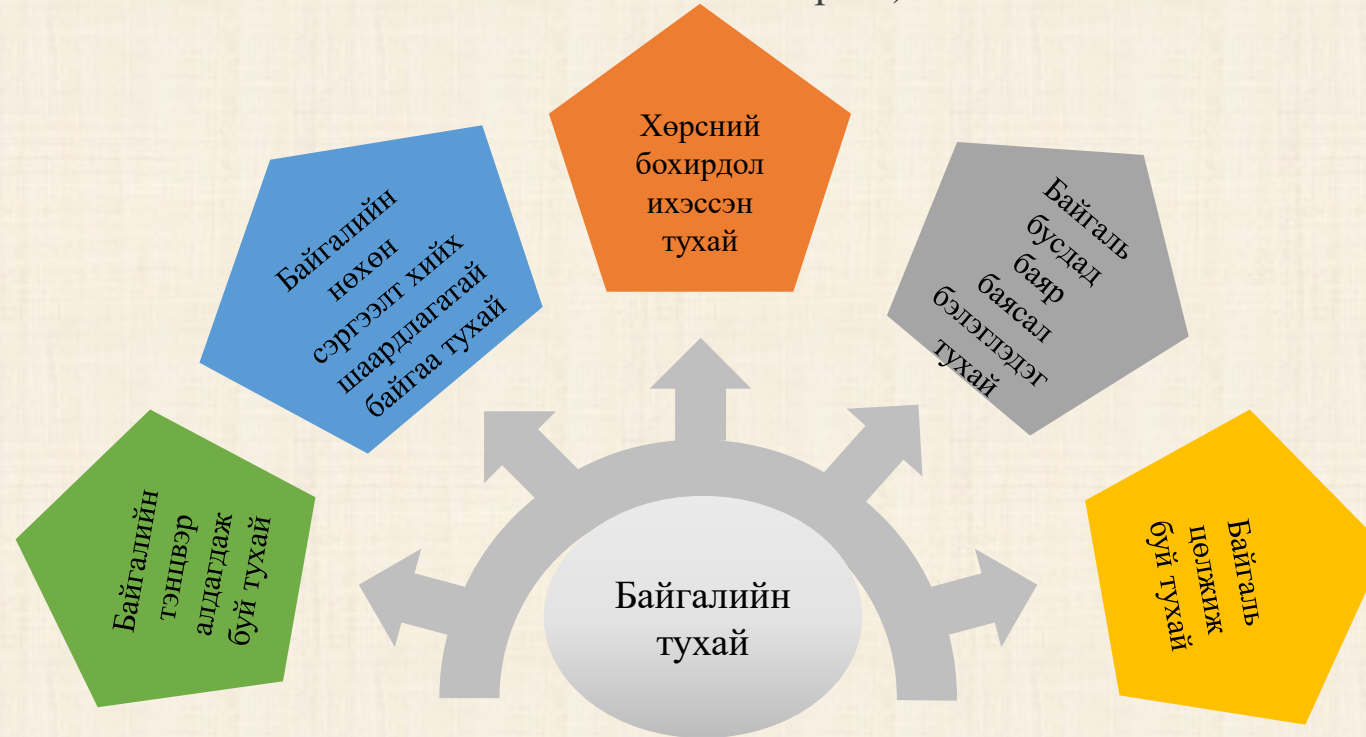 Байгалийн
тэнцвэр
алдагдаж
буй тухай
Байгалийн
нөхөн
сэргээлт хийх
шаардлагатай
байгаа тухай
Хөрсний
бохирдол
ихэссэн
тухай
Байгаль
бусдад
баяр
баясал
бэлэглэдэг
тухай
Байгаль
цөлжиж
буй тухай
Байгалийн
тухай